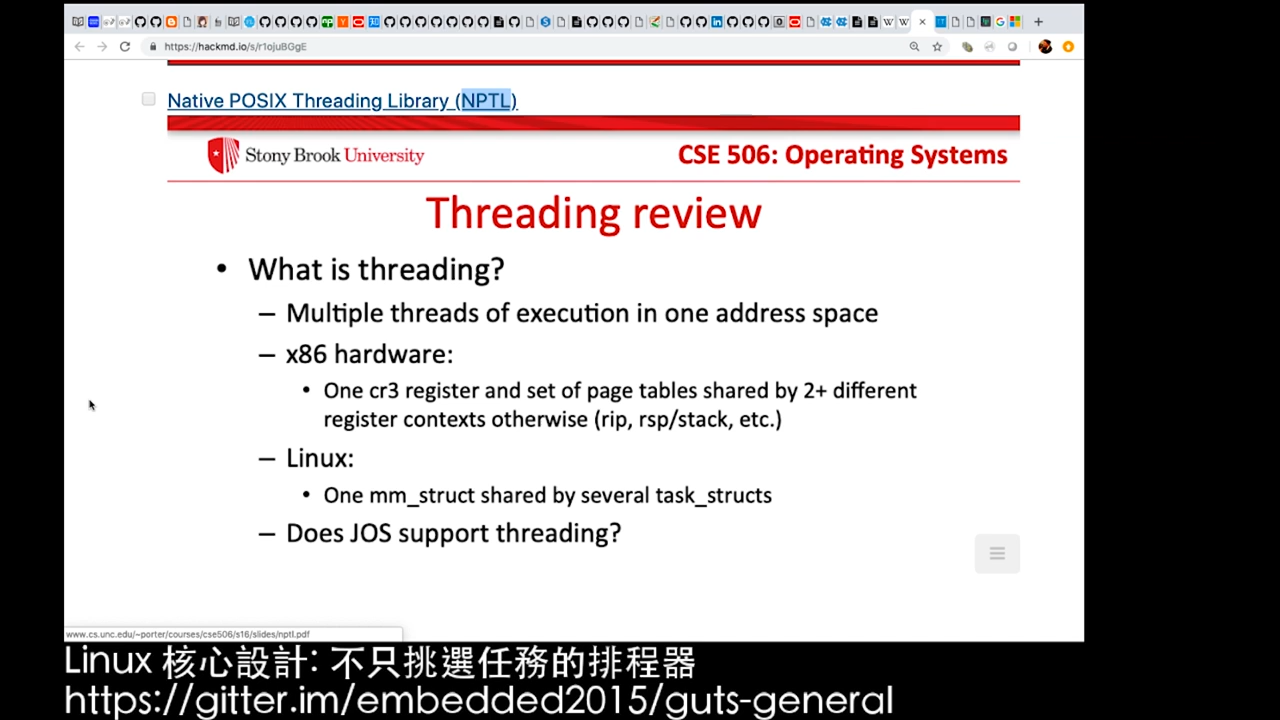 https://hackmd.io/s/r1ojuBGgE
Native POSIX Threading Library (NPTL)
Stony Brook University
CSE 506: Operating Systems
Threading review
• What is threading?
– Multiple threads of execution in one address space
– x86 hardware:
• One cr3 register and set of page tables shared by 2+ different
register contexts otherwise (rip, rsp/stack, etc.)
– Linux:
• One mm_struct shared by several task_structs
– Does JOS support threading?
www.cs.unc.edu/~porter/courses/cse506/s16/slides/nptl.pdf
Linux 核心設計: 不只挑選任務的排程器
https://gitter.im/embedded2015/guts-general